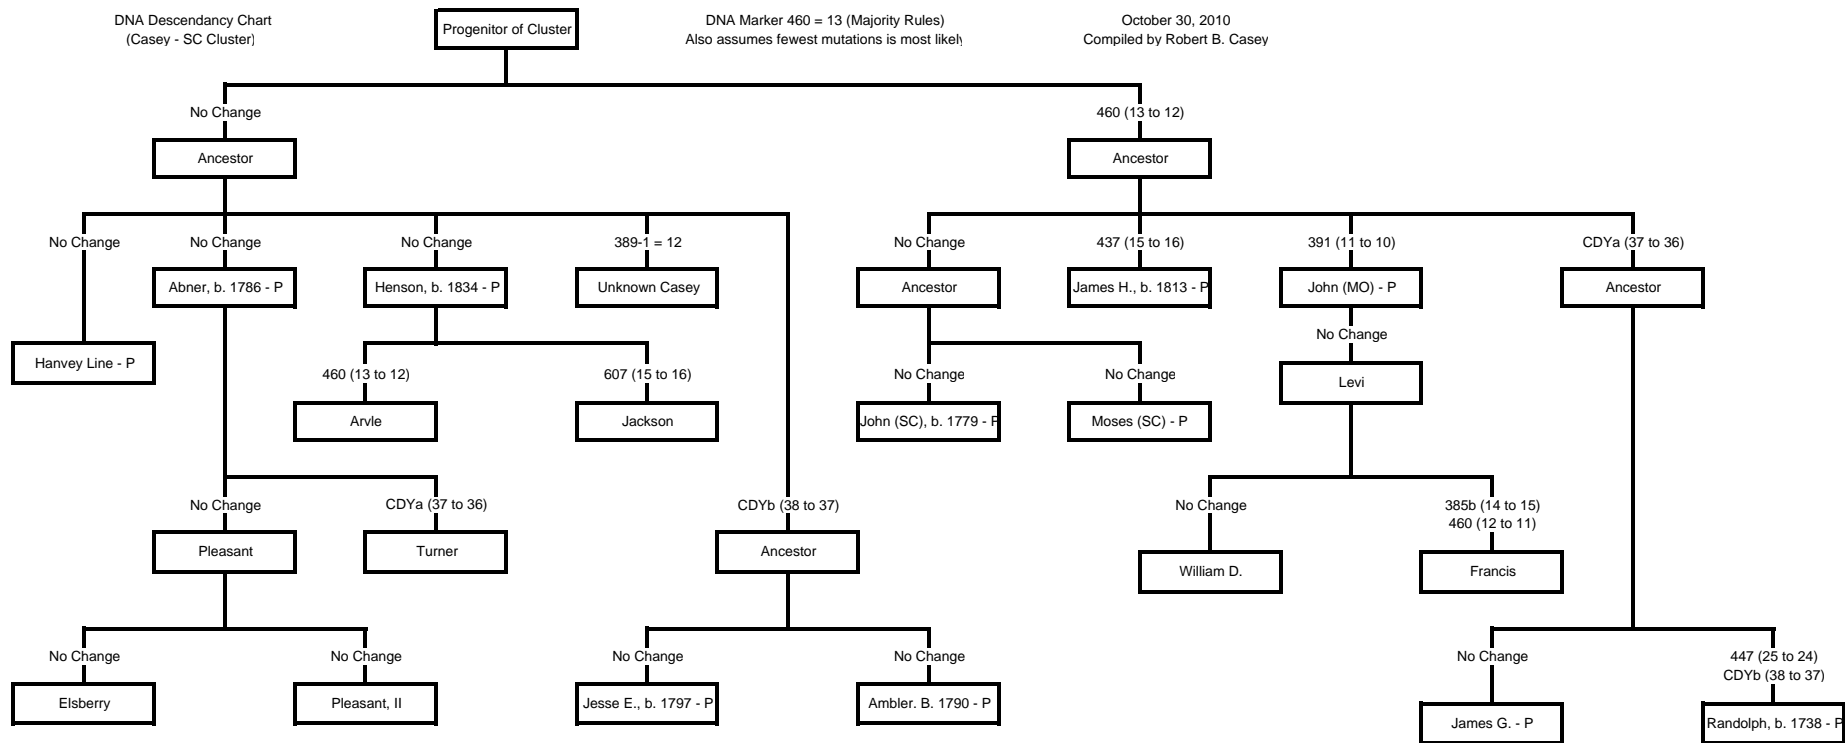 DNA Descendancy Chart
(Casey - SC Cluster)
Progenitor of Cluster
DNA Marker 460 = 13 (Majority Rules)
Also assumes fewest mutations is most likely
October 30, 2010
Compiled by Robert B. Casey
No Change
460 (13 to 12)
Ancestor
Ancestor
No Change
No Change
No Change
389-1 = 12
No Change
437 (15 to 16)
391 (11 to 10)
CDYa (37 to 36)
Abner, b. 1786 - P
Henson, b. 1834 - P
Unknown Casey
Ancestor
James H., b. 1813 - P
John (MO) - P
Ancestor
No Change
Hanvey Line - P
460 (13 to 12)
607 (15 to 16)
No Change
No Change
Levi
Arvle
Jackson
John (SC), b. 1779 - P
Moses (SC) - P
No Change
CDYa (37 to 36)
CDYb (38 to 37)
No Change
385b (14 to 15)
460 (12 to 11)
Pleasant
Turner
Ancestor
William D.
Francis
No Change
No Change
No Change
No Change
No Change
447 (25 to 24)
CDYb (38 to 37)
Elsberry
Pleasant, II
Jesse E., b. 1797 - P
Ambler. B. 1790 - P
James G. - P
Randolph, b. 1738 - P